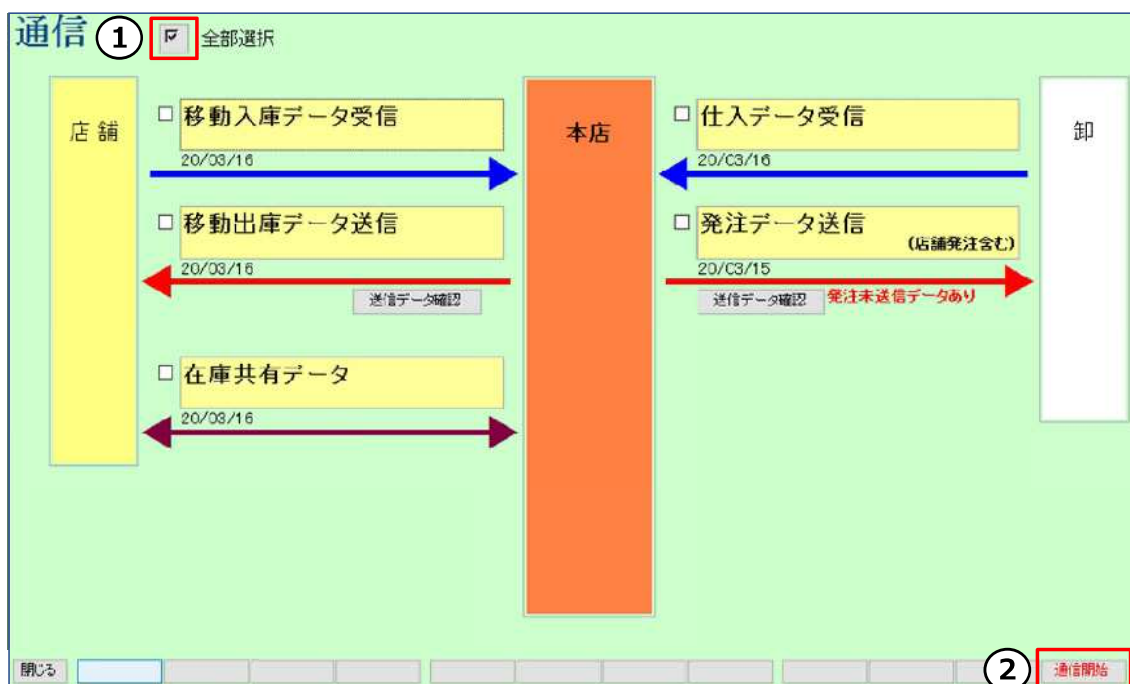 通信 ① 全部選択
店舗
移動入庫データ受信
20/03/16
移動出庫データ送信
20/03/16
送信データ確認
在庫共有データ
20/03/16
本店
仕入データ受信
20/03/16
発注データ送信
(店舗発注含む)
20/03/15
送信データ確認 発注未送信データあり
卸
閉じる ② 通信開始